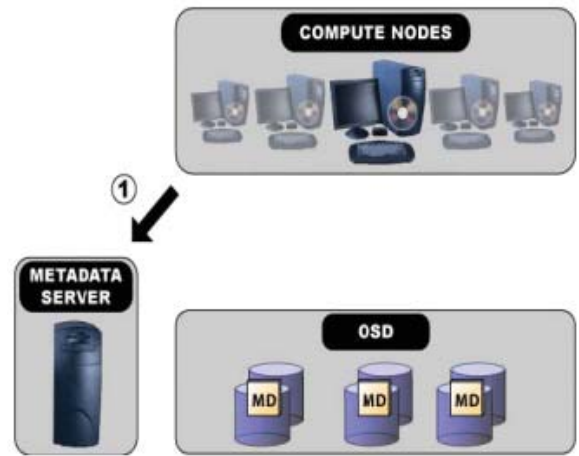 COMPUTE NODES
①
METADATA
SERVER
OSD
MD
MD
MD